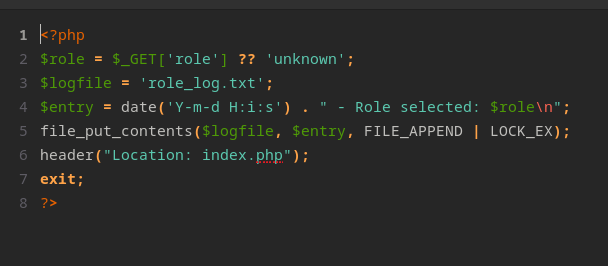 1 <?php
2 $role = $_GET['role'] ?? 'unknown';
3 $logfile = 'role_log.txt';
4 $entry = date('Y-m-d H:i:s') . " - Role selected: $role\n";
5 file_put_contents($logfile, $entry, FILE_APPEND | LOCK_EX);
6 header("Location: index.php");
7 exit;
8 ?>